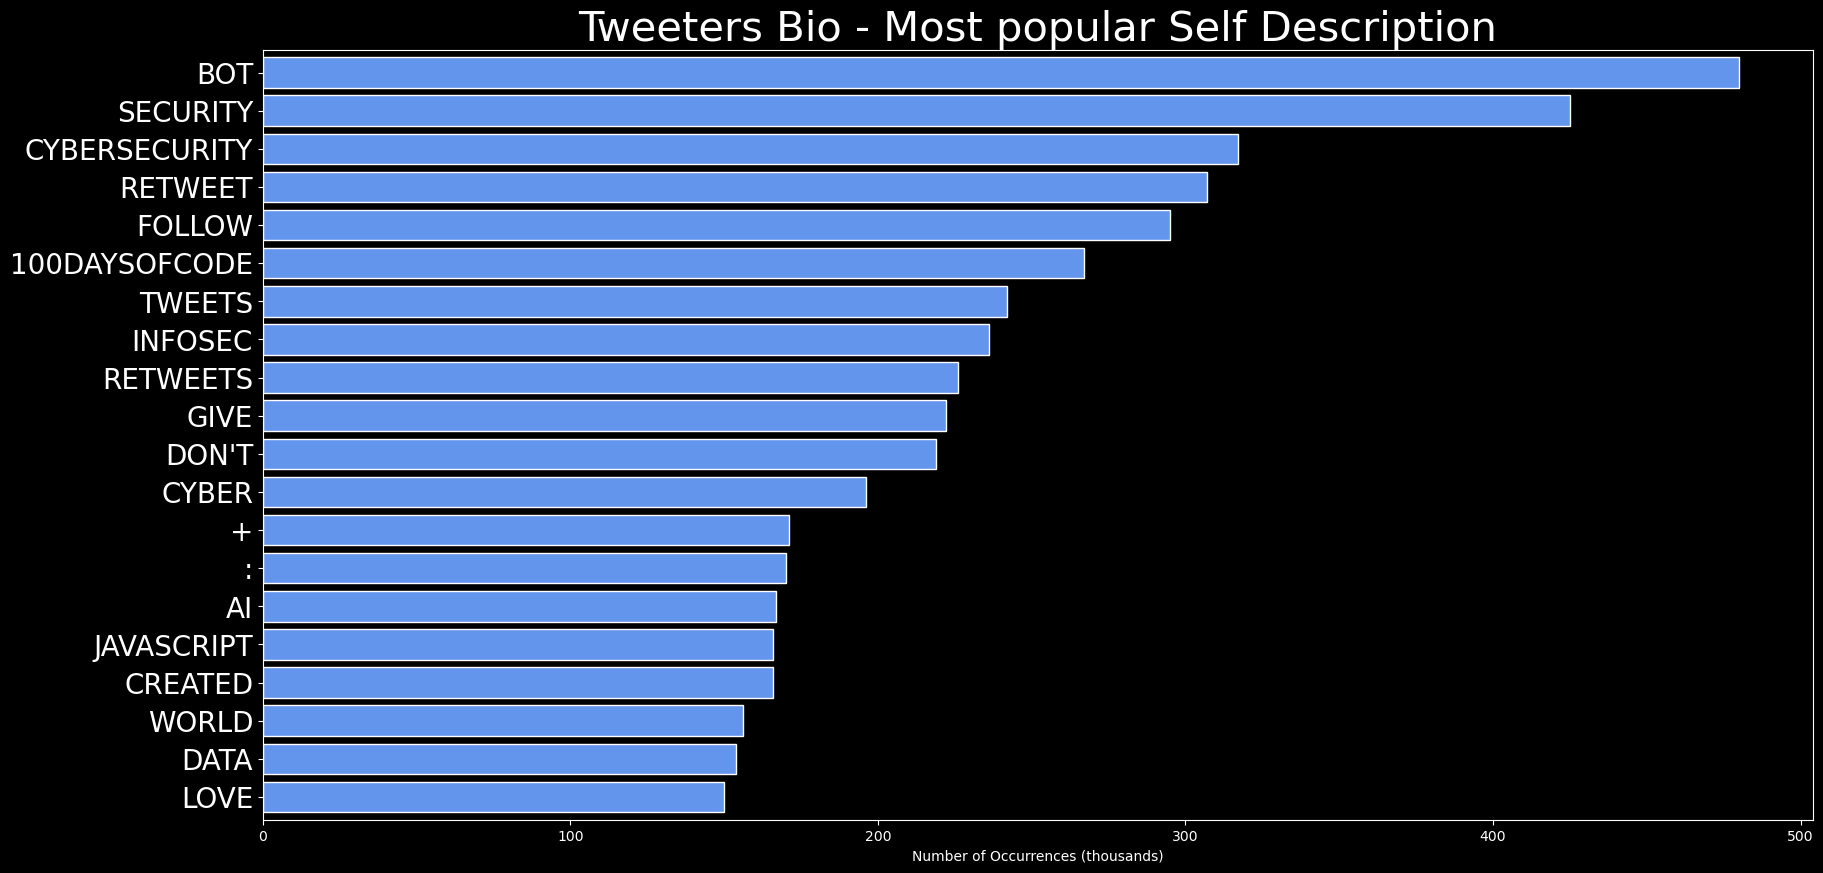 Tweeters Bio - Most popular Self Description
BOT
SECURITY
CYBERSECURITY
RETWEET
FOLLOW
100DAYSOFCODE
TWEETS
INFOSEC
RETWEETS
GIVE
DON'T
CYBER
+
:
AI
JAVASCRIPT
CREATED
WORLD
DATA
LOVE
0 100 200 300 400 500
Number of Occurrences (thousands)